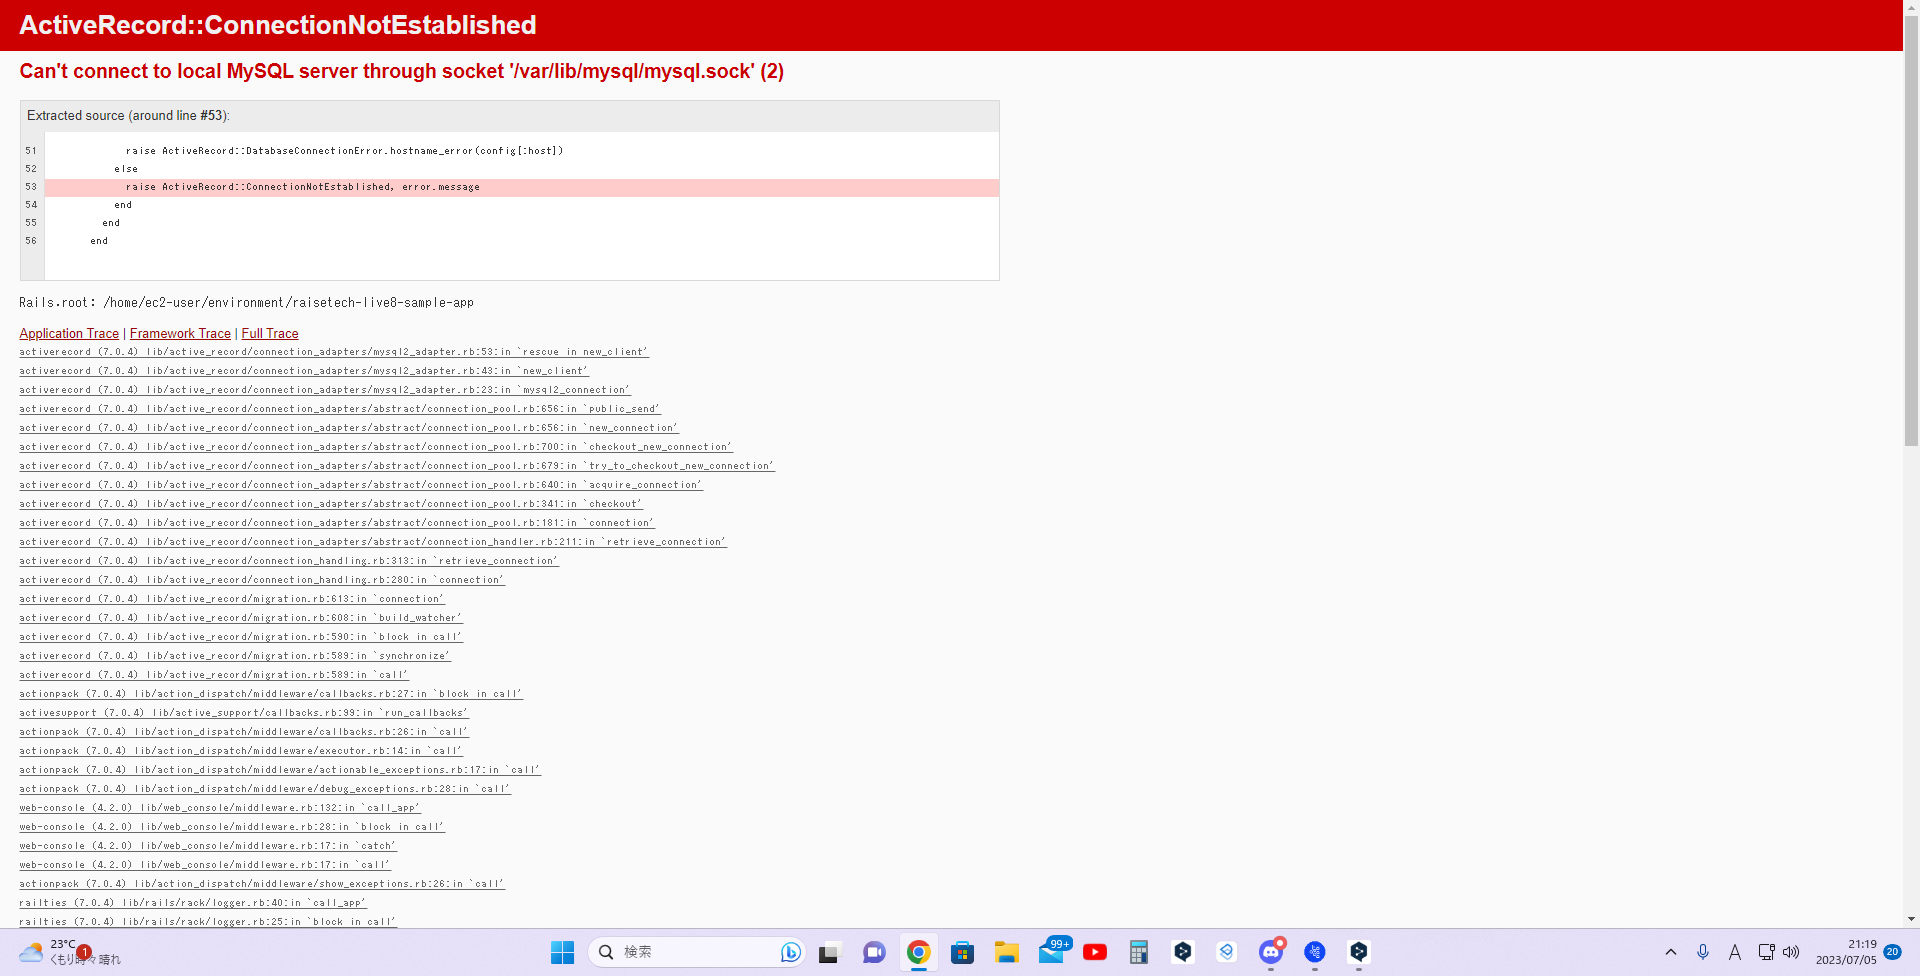 ActiveRecord::ConnectionNotEstablished
Can't connect to local MySQL server through socket '/var/lib/mysql/mysql.sock' (2)
Extracted source (around line #53):
51 raise ActiveRecord::DatabaseConnectionError.hostname_error(config[:host])
52 else
53 raise ActiveRecord::ConnectionNotEstablished, error.message
54 end
55 end
56 end
Rails.root: /home/ec2-user/environment/raisetech-live8-sample-app
Application Trace | Framework Trace | Full Trace
activerecord (7.0.4) lib/active_record/connection_adapters/mysql2_adapter.rb:53:in `rescue in new_client'
activerecord (7.0.4) lib/active_record/connection_adapters/mysql2_adapter.rb:43:in `new_client'
activerecord (7.0.4) lib/active_record/connection_adapters/mysql2_adapter.rb:23:in `mysql2_connection'
activerecord (7.0.4) lib/active_record/connection_adapters/abstract/connection_pool.rb:656:in `public_send'
activerecord (7.0.4) lib/active_record/connection_adapters/abstract/connection_pool.rb:656:in `new_connection'
activerecord (7.0.4) lib/active_record/connection_adapters/abstract/connection_pool.rb:700:in `checkout_new_connection'
activerecord (7.0.4) lib/active_record/connection_adapters/abstract/connection_pool.rb:679:in `try_to_checkout_new_connection'
activerecord (7.0.4) lib/active_record/connection_adapters/abstract/connection_pool.rb:640:in `acquire_connection'
activerecord (7.0.4) lib/active_record/connection_adapters/abstract/connection_pool.rb:341:in `checkout'
activerecord (7.0.4) lib/active_record/connection_adapters/abstract/connection_pool.rb:181:in `connection'
activerecord (7.0.4) lib/active_record/connection_adapters/abstract/connection_handler.rb:211:in `retrieve_connection'
activerecord (7.0.4) lib/active_record/connection_handling.rb:313:in `retrieve_connection'
activerecord (7.0.4) lib/active_record/connection_handling.rb:280:in `connection'
activerecord (7.0.4) lib/active_record/migration.rb:613:in `connection'
activerecord (7.0.4) lib/active_record/migration.rb:608:in `build_watcher'
activerecord (7.0.4) lib/active_record/migration.rb:590:in `block in call'
activerecord (7.0.4) lib/active_record/migration.rb:589:in `synchronize'
activerecord (7.0.4) lib/active_record/migration.rb:589:in `call'
actionpack (7.0.4) lib/action_dispatch/middleware/callbacks.rb:27:in `block in call'
activesupport (7.0.4) lib/active_support/callbacks.rb:99:in `run_callbacks'
actionpack (7.0.4) lib/action_dispatch/middleware/callbacks.rb:26:in `call'
actionpack (7.0.4) lib/action_dispatch/middleware/executor.rb:14:in `call'
actionpack (7.0.4) lib/action_dispatch/middleware/actionable_exceptions.rb:17:in `call'
actionpack (7.0.4) lib/action_dispatch/middleware/debug_exceptions.rb:28:in `call'
web-console (4.2.0) lib/web_console/middleware.rb:132:in `call_app'
web-console (4.2.0) lib/web_console/middleware.rb:28:in `block in call'
web-console (4.2.0) lib/web_console/middleware.rb:17:in `catch'
web-console (4.2.0) lib/web_console/middleware.rb:17:in `call'
actionpack (7.0.4) lib/action_dispatch/middleware/show_exceptions.rb:26:in `call'
railties (7.0.4) lib/rails/rack/logger.rb:40:in `call_app'
railties (7.0.4) lib/rails/rack/logger.rb:25:in `block in call'
23°C
1
くもり時々晴れ
検索
99+
A
21:19
2023/07/05
20